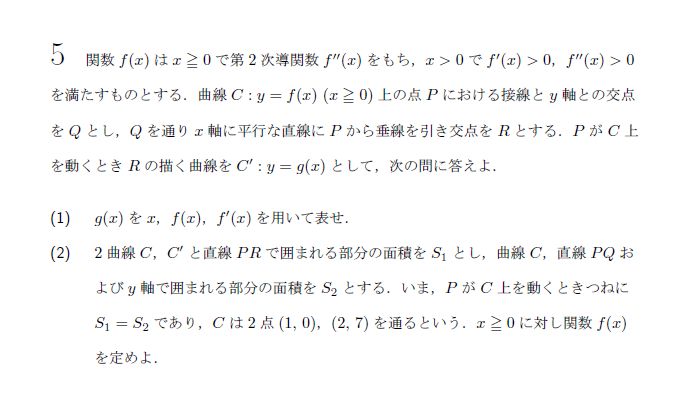 5 関数 f(x) は x ≧ 0 で第 2 次導関数 f″(x) をもち，x > 0 で f′(x) > 0，f″(x) > 0
を満たすものとする．曲線 C : y = f(x) (x ≧ 0) 上の点 P における接線と y 軸との交点
を Q とし，Q を通り x 軸に平行な直線に P から垂線を引き交点を R とする．P が C 上
を動くとき R の描く曲線を C′ : y = g(x) として，次の問に答えよ．
(1) g(x) を x，f(x)，f′(x) を用いて表せ．
(2) 2 曲線 C，C′ と直線 PR で囲まれる部分の面積を S₁ とし，曲線 C，直線 PQ お
よび y 軸で囲まれる部分の面積を S₂ とする．いま，P が C 上を動くときつねに
S₁ = S₂ であり，C は 2 点 (1, 0)，(2, 7) を通るという．x ≧ 0 に対し関数 f(x)
を定めよ．